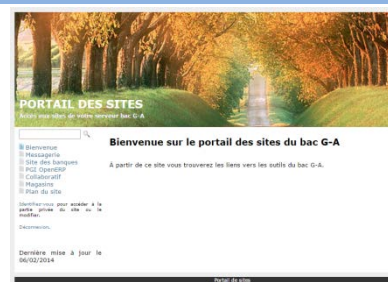 PORTAIL DES SITES
Accès aux sites de votre serveur bac G-A
Bienvenue
Messagerie
Site des banques
PGI OpenERP
Collaboratif
Magasins
Plan du site
Identifiez-vous pour accéder à la
partie privée du site ou le
modifier.
Déconnexion.
Dernière mise à jour le
06/02/2014
Bienvenue sur le portail des sites du bac G-A
À partir de ce site vous trouverez les liens vers les outils du bac G-A.
Portail de sites